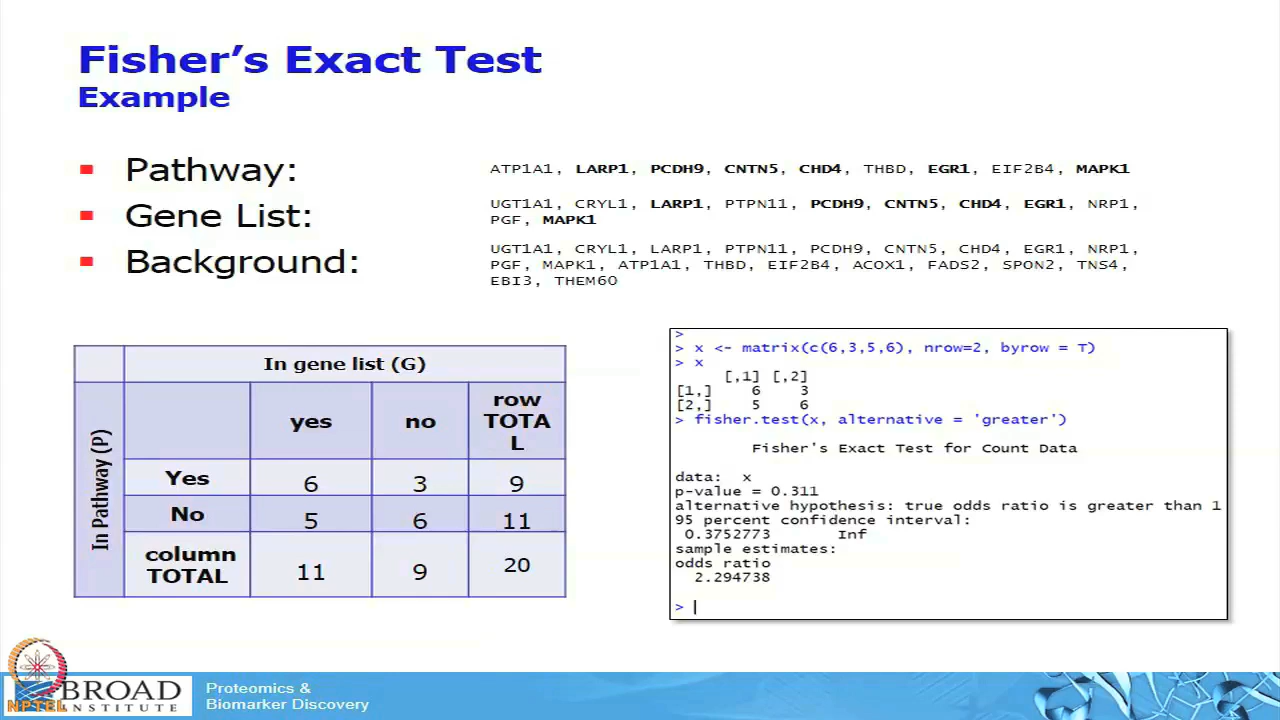 Fisher’s Exact Test
Example
Pathway:
ATP1A1, LARP1, PCDH9, CNTN5, CHD4, THBD, EGR1, EIF2B4, MAPK1
Gene List:
UGT1A1, CRYL1, LARP1, PTPN11, PCDH9, CNTN5, CHD4, EGR1, NRP1,
PGF, MAPK1
Background:
UGT1A1, CRYL1, LARP1, PTPN11, PCDH9, CNTN5, CHD4, EGR1, NRP1,
PGF, MAPK1, ATP1A1, THBD, EIF2B4, ACOX1, FADS2, SPON2, TNS4,
EBI3, THEM60
In gene list (G)
In Pathway (P)
yes no row
TOTA
L
Yes 6 3 9
No 5 6 11
column
TOTAL 11 9 20
>
> x <- matrix(c(6,3,5,6), nrow=2, byrow = T)
> x
[,1] [,2]
[1,] 6 3
[2,] 5 6
> fisher.test(x, alternative = 'greater')
Fisher's Exact Test for Count Data
data: x
p-value = 0.311
alternative hypothesis: true odds ratio is greater than 1
95 percent confidence interval:
0.3752773 Inf
sample estimates:
odds ratio
2.294738
> |
BROAD
INSTITUTE
NPTEL
Proteomics &
Biomarker Discovery